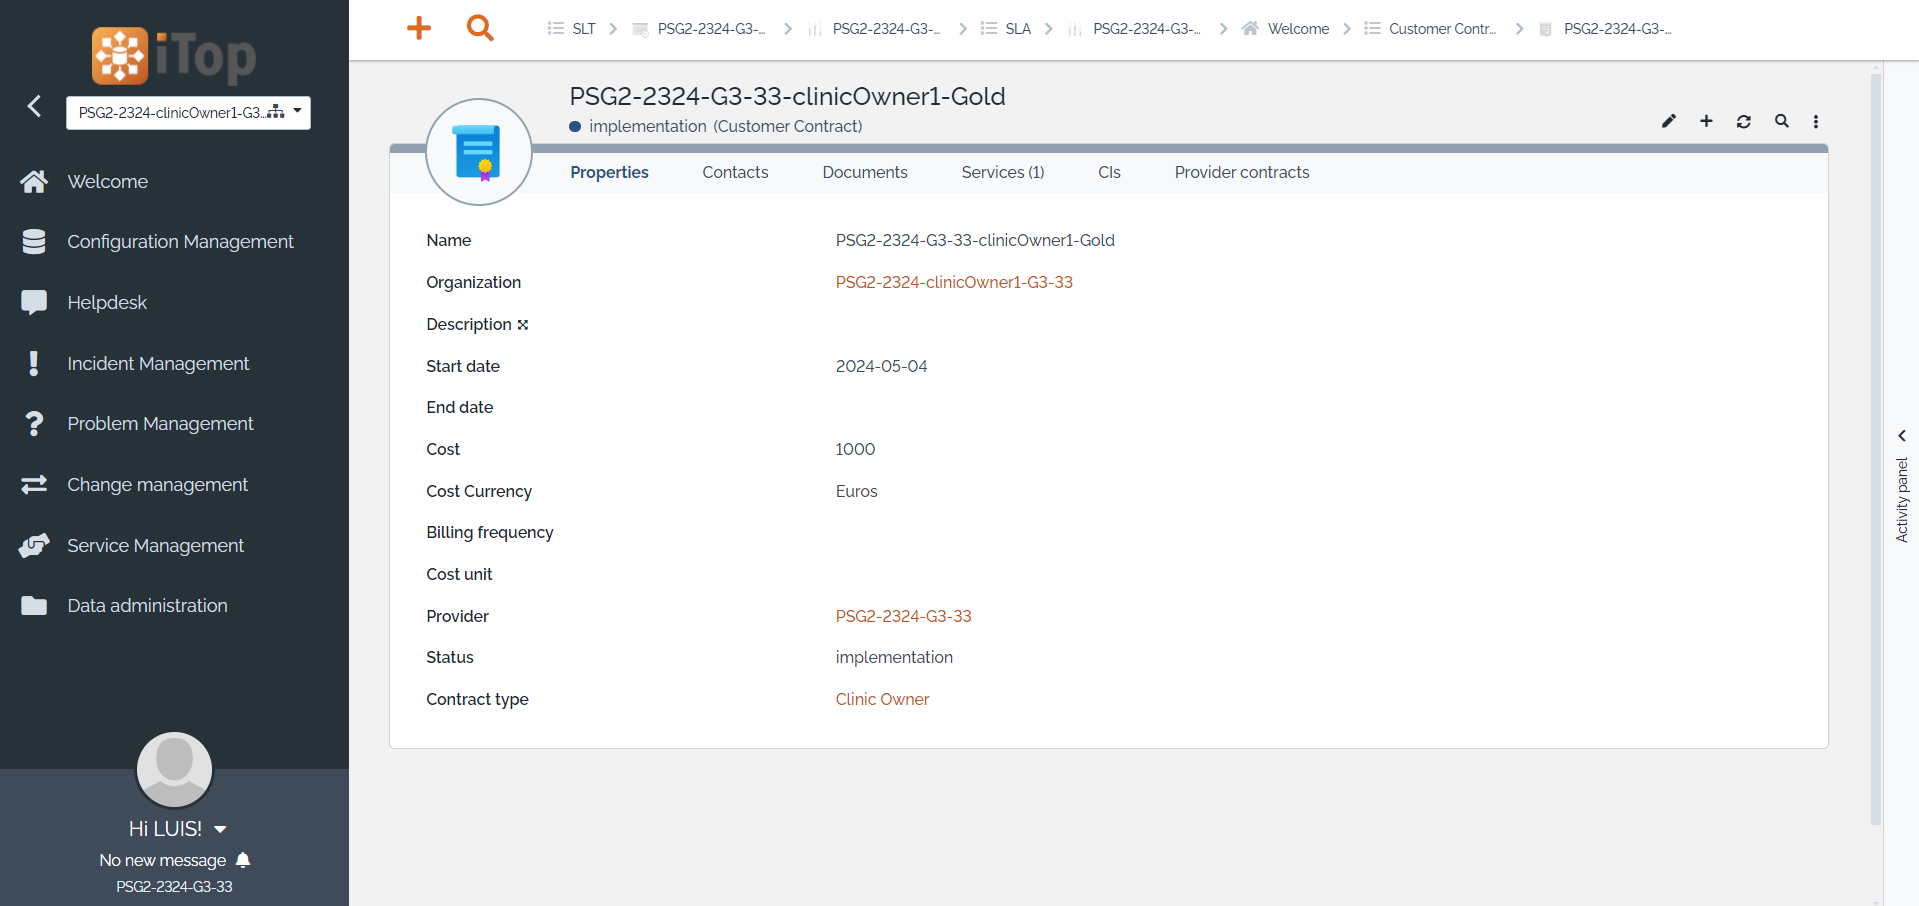 iTop
PSG2-2324-clinicOwner1-G3...
Welcome
Configuration Management
Helpdesk
Incident Management
Problem Management
Change management
Service Management
Data administration
Hi LUIS!
No new message
PSG2-2324-G3-33
SLT
PSG2-2324-G3-...
PSG2-2324-G3-...
SLA
PSG2-2324-G3-...
Welcome
Customer Contr...
PSG2-2324-G3-...
PSG2-2324-G3-33-clinicOwner1-Gold
implementation (Customer Contract)
Properties Contacts Documents Services (1) CIs Provider contracts
Name PSG2-2324-G3-33-clinicOwner1-Gold
Organization PSG2-2324-clinicOwner1-G3-33
Description
Start date 2024-05-04
End date
Cost 1000
Cost Currency Euros
Billing frequency
Cost unit
Provider PSG2-2324-G3-33
Status implementation
Contract type Clinic Owner
Activity panel